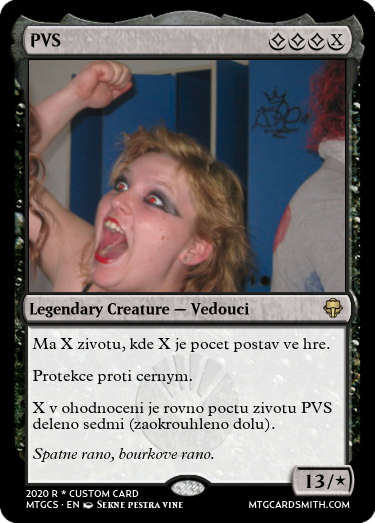 PVS X
Legendary Creature — Vedouci
Ma X zivotu, kde X je pocet postav ve hre.
Protekce proti cernym.
X v ohodnoceni je rovno poctu zivotu PVS
deleno sedmi (zaokrouhleno dolu).
Spatne rano, bourkove rano.
13/★
2020 R * CUSTOM CARD
MTGCS · EN SEKNE PESTRA VINE
MTGCARDSMITH.COM